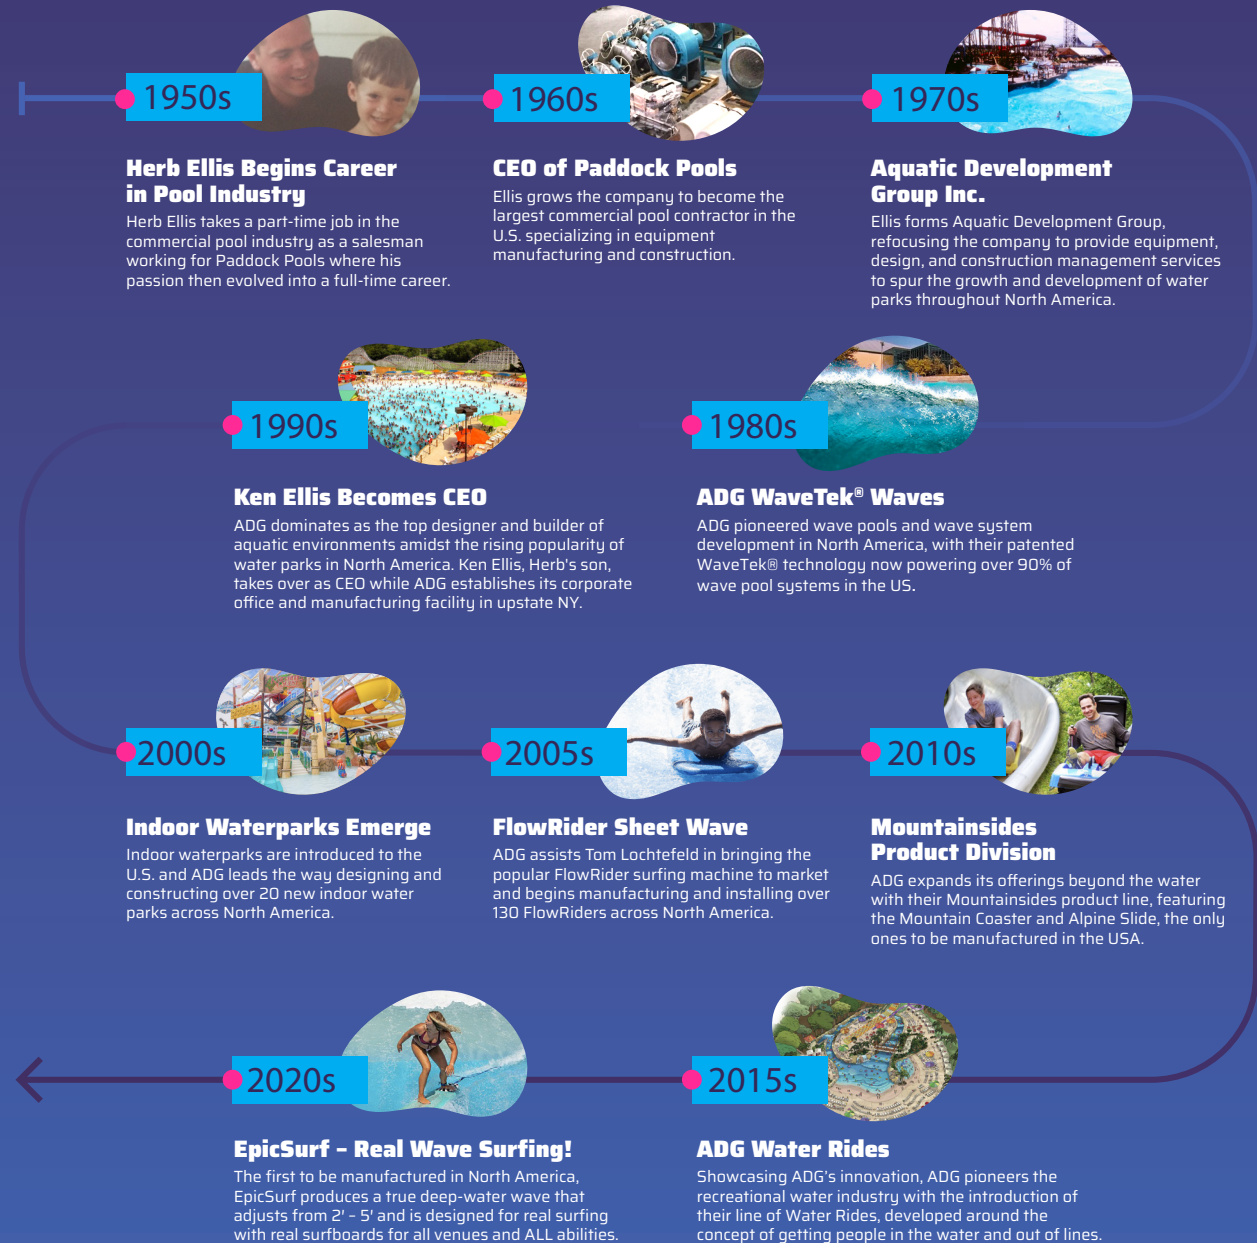 1950s
Herb Ellis Begins Career
in Pool Industry
Herb Ellis takes a part-time job in the
commercial pool industry as a salesman
working for Paddock Pools where his
passion then evolved into a full-time career.
1960s
CEO of Paddock Pools
Ellis grows the company to become the
largest commercial pool contractor in the
U.S. specializing in equipment
manufacturing and construction.
1970s
Aquatic Development
Group Inc.
Ellis forms Aquatic Development Group,
refocusing the company to provide equipment,
design, and construction management services
to spur the growth and development of water
parks throughout North America.
1980s
ADG WaveTek® Waves
ADG pioneered wave pools and wave system
development in North America, with their patented
WaveTek® technology now powering over 90% of
wave pool systems in the US.
1990s
Ken Ellis Becomes CEO
ADG dominates as the top designer and builder of
aquatic environments amidst the rising popularity of
water parks in North America. Ken Ellis, Herb's son,
takes over as CEO while ADG establishes its corporate
office and manufacturing facility in upstate NY.
2000s
Indoor Waterparks Emerge
Indoor waterparks are introduced to the
U.S. and ADG leads the way designing and
constructing over 20 new indoor water
parks across North America.
2005s
FlowRider Sheet Wave
ADG assists Tom Lochtefeld in bringing the
popular FlowRider surfing machine to market
and begins manufacturing and installing over
130 FlowRiders across North America.
2010s
Mountainsides
Product Division
ADG expands its offerings beyond the water
with their Mountainsides product line, featuring
the Mountain Coaster and Alpine Slide, the only
ones to be manufactured in the USA.
2015s
ADG Water Rides
Showcasing ADG's innovation, ADG pioneers the
recreational water industry with the introduction of
their line of Water Rides, developed around the
concept of getting people in the water and out of lines.
2020s
EpicSurf – Real Wave Surfing!
The first to be manufactured in North America,
EpicSurf produces a true deep-water wave that
adjusts from 2' – 5' and is designed for real surfing
with real surfboards for all venues and ALL abilities.